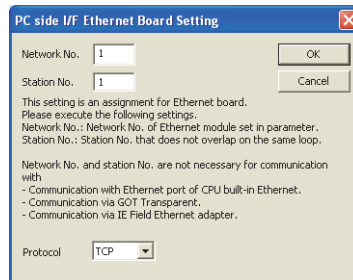 PC side I/F Ethernet Board Setting
Network No. 1 OK
Station No. 1 Cancel
This setting is an assignment for Ethernet board.
Please execute the following settings.
Network No.: Network No. of Ethernet module set in parameter.
Station No.: Station No. that does not overlap on the same loop.
Network No. and station No. are not necessary for communication
with
- Communication with Ethernet port of CPU built-in Ethernet.
- Communication via GOT Transparent.
- Communication via IE Field Ethernet adapter.
Protocol TCP